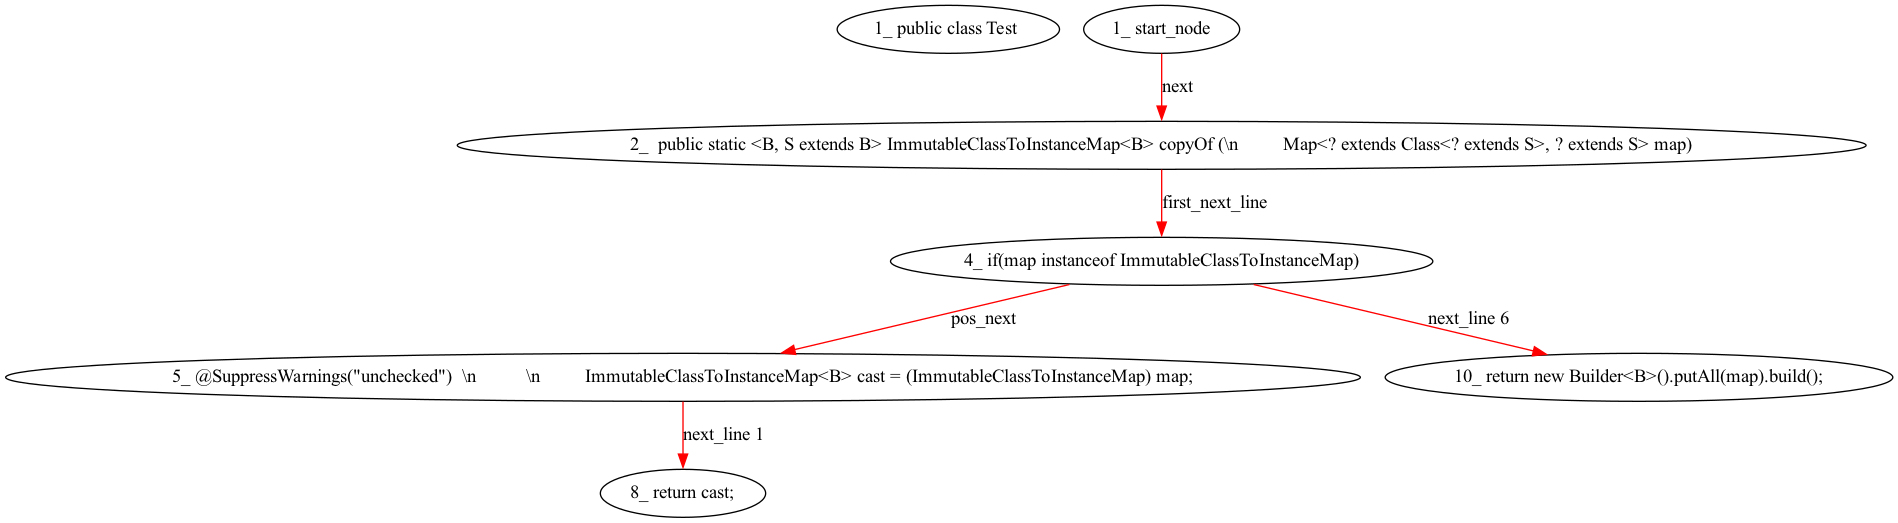 1_ public class Test
1_ start_node
next
2_  public static <B, S extends B> ImmutableClassToInstanceMap<B> copyOf (\n          Map<? extends Class<? extends S>, ? extends S> map)
first_next_line
4_ if(map instanceof ImmutableClassToInstanceMap)
pos_next
next_line 6
5_ @SuppressWarnings("unchecked")  \n           \n          ImmutableClassToInstanceMap<B> cast = (ImmutableClassToInstanceMap) map;
10_ return new Builder<B>().putAll(map).build();
next_line 1
8_ return cast;